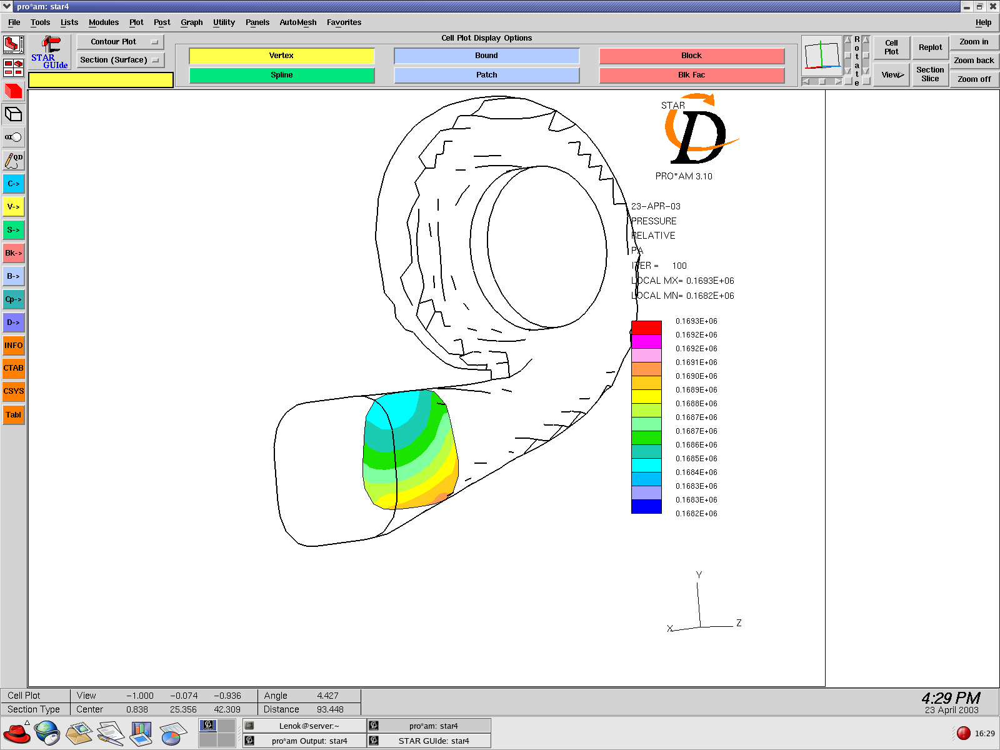 pro*am: star4
File Tools Lists Modules Plot Post Graph Utility Panels AutoMesh Favorites Help
STAR GUIde
Contour Plot
Section (Surface)
Cell Plot Display Options
Vertex Bound Block
Spline Patch Blk Fac
Rotate
Cell Plot
Replot
Zoom in
Zoom back
View>
Section Slice
Zoom off
QD
C->
V->
S->
Bk->
B->
Cp->
D->
INFO
CTAB
CSYS
Tabl
STAR
D
PRO*AM 3.10
23-APR-03
PRESSURE
RELATIVE
PA
ITER = 100
LOCAL MX= 0.1693E+06
LOCAL MN= 0.1682E+06
0.1693E+06
0.1692E+06
0.1692E+06
0.1691E+06
0.1690E+06
0.1689E+06
0.1688E+06
0.1687E+06
0.1687E+06
0.1686E+06
0.1685E+06
0.1684E+06
0.1683E+06
0.1683E+06
0.1682E+06
Y
X
Z
Cell Plot View -1.000 -0.074 -0.936 Angle 4.427
Section Type Center 0.838 25.356 42.309 Distance 93.448
4:29 PM
23 April 2003
Lenok@server:~ pro*am: star4
pro*am Output: star4 STAR GUIde: star4
16:29